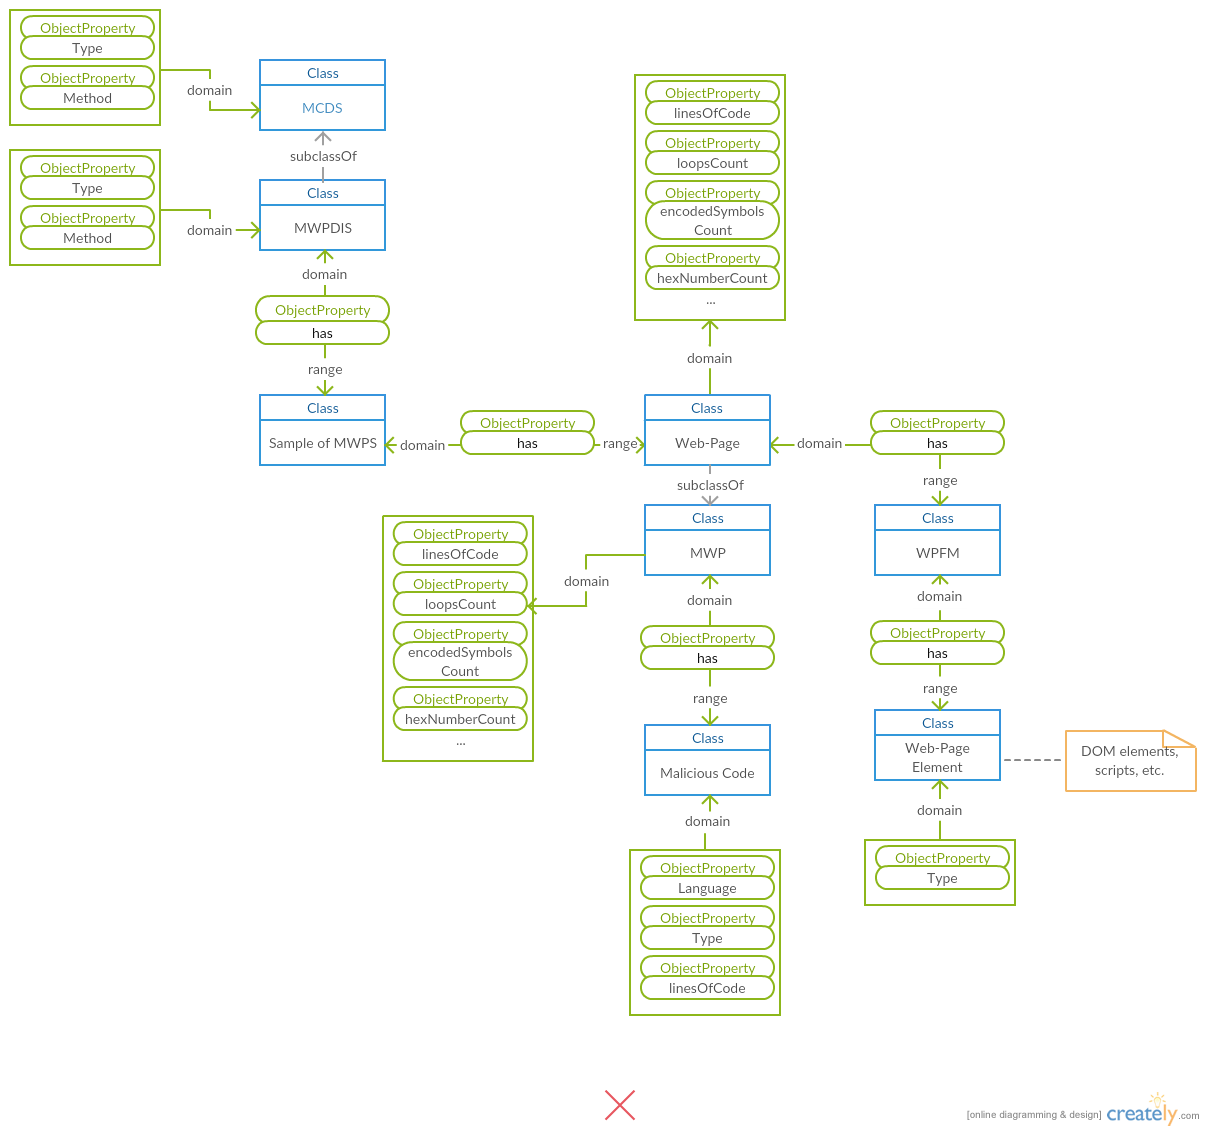 ObjectProperty
Type
ObjectProperty
Method
domain
Class
MCDS
subclassOf
ObjectProperty
Type
ObjectProperty
Method
domain
Class
MWPDIS
domain
ObjectProperty
has
range
Class
Sample of MWPS
domain
ObjectProperty
has
range
ObjectProperty
linesOfCode
ObjectProperty
loopsCount
ObjectProperty
encodedSymbols
Count
ObjectProperty
hexNumberCount
...
domain
Class
Web-Page
domain
ObjectProperty
has
range
subclassOf
Class
MWP
Class
WPFM
ObjectProperty
linesOfCode
ObjectProperty
loopsCount
ObjectProperty
encodedSymbols
Count
ObjectProperty
hexNumberCount
...
domain
domain
ObjectProperty
has
range
Class
Malicious Code
domain
ObjectProperty
Language
ObjectProperty
Type
ObjectProperty
linesOfCode
domain
ObjectProperty
has
range
Class
Web-Page
Element
DOM elements,
scripts, etc.
domain
ObjectProperty
Type
[online diagramming & design] creately.com